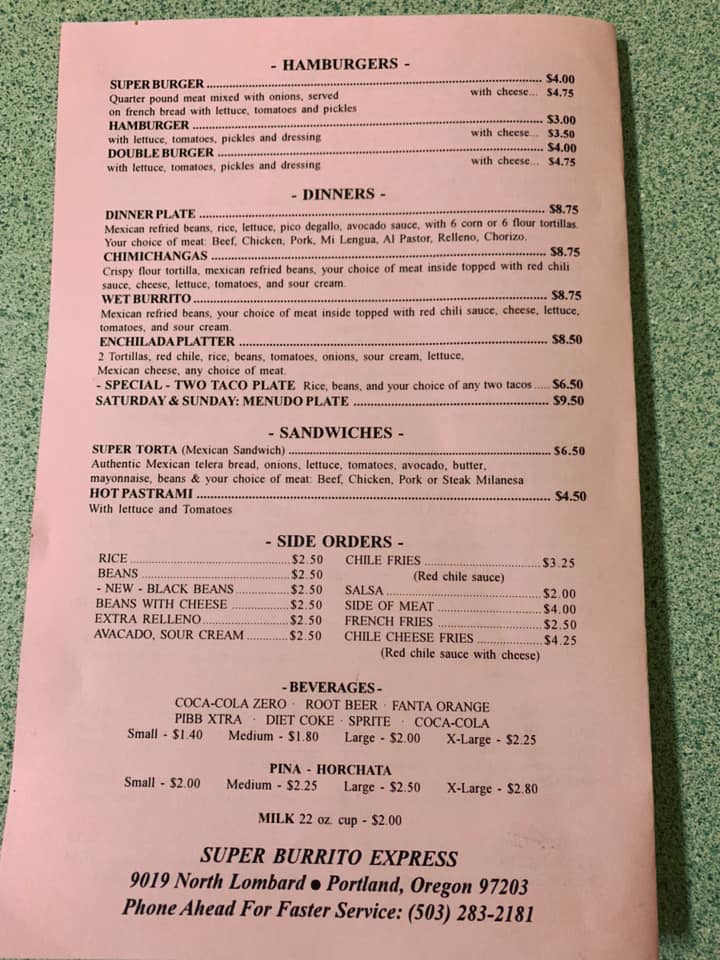 - HAMBURGERS -
SUPER BURGER ........ $4.00
Quarter pound meat mixed with onions, served with cheese... $4.75
on french bread with lettuce, tomatoes and pickles
HAMBURGER ........ $3.00
with lettuce, tomatoes, pickles and dressing with cheese... $3.50
DOUBLE BURGER ........ $4.00
with lettuce, tomatoes, pickles and dressing with cheese... $4.75
- DINNERS -
DINNER PLATE ........ $8.75
Mexican refried beans, rice, lettuce, pico degallo, avocado sauce, with 6 corn or 6 flour tortillas.
Your choice of meat: Beef, Chicken, Pork, Mi Lengua, Al Pastor, Relleno, Chorizo.
CHIMICHANGAS ........ $8.75
Crispy flour tortilla, mexican refried beans, your choice of meat inside topped with red chili
sauce, cheese, lettuce, tomatoes, and sour cream.
WET BURRITO ........ $8.75
Mexican refried beans, your choice of meat inside topped with red chili sauce, cheese, lettuce,
tomatoes, and sour cream.
ENCHILADA PLATTER ........ $8.50
2 Tortillas, red chile, rice, beans, tomatoes, onions, sour cream, lettuce,
Mexican cheese, any choice of meat.
- SPECIAL - TWO TACO PLATE Rice, beans, and your choice of any two tacos ..... $6.50
SATURDAY & SUNDAY: MENUDO PLATE ........ $9.50
- SANDWICHES -
SUPER TORTA (Mexican Sandwich) ........ $6.50
Authentic Mexican telera bread, onions, lettuce, tomatoes, avocado, butter,
mayonnaise, beans & your choice of meat: Beef, Chicken, Pork or Steak Milanesa
HOT PASTRAMI ........ $4.50
With lettuce and Tomatoes
- SIDE ORDERS -
RICE ........ $2.50
BEANS ........ $2.50
- NEW - BLACK BEANS ........ $2.50
BEANS WITH CHEESE ........ $2.50
EXTRA RELLENO ........ $2.50
AVACADO, SOUR CREAM ........ $2.50
CHILE FRIES ........ $3.25
(Red chile sauce)
SALSA ........ $2.00
SIDE OF MEAT ........ $4.00
FRENCH FRIES ........ $2.50
CHILE CHEESE FRIES ........ $4.25
(Red chile sauce with cheese)
- BEVERAGES -
COCA-COLA ZERO · ROOT BEER · FANTA ORANGE
PIBB XTRA · DIET COKE · SPRITE · COCA-COLA
Small - $1.40 Medium - $1.80 Large - $2.00 X-Large - $2.25
PINA - HORCHATA
Small - $2.00 Medium - $2.25 Large - $2.50 X-Large - $2.80
MILK 22 oz. cup - $2.00
SUPER BURRITO EXPRESS
9019 North Lombard ● Portland, Oregon 97203
Phone Ahead For Faster Service: (503) 283-2181